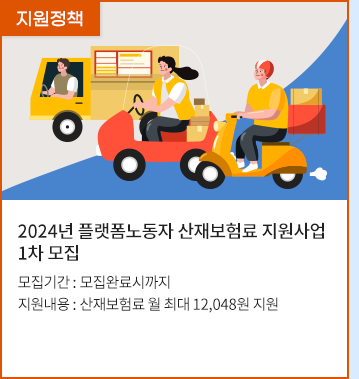 지원정책
2024년 플랫폼노동자 산재보험료 지원사업
1차 모집
모집기간 : 모집완료시까지
지원내용 : 산재보험료 월 최대 12,048원 지원